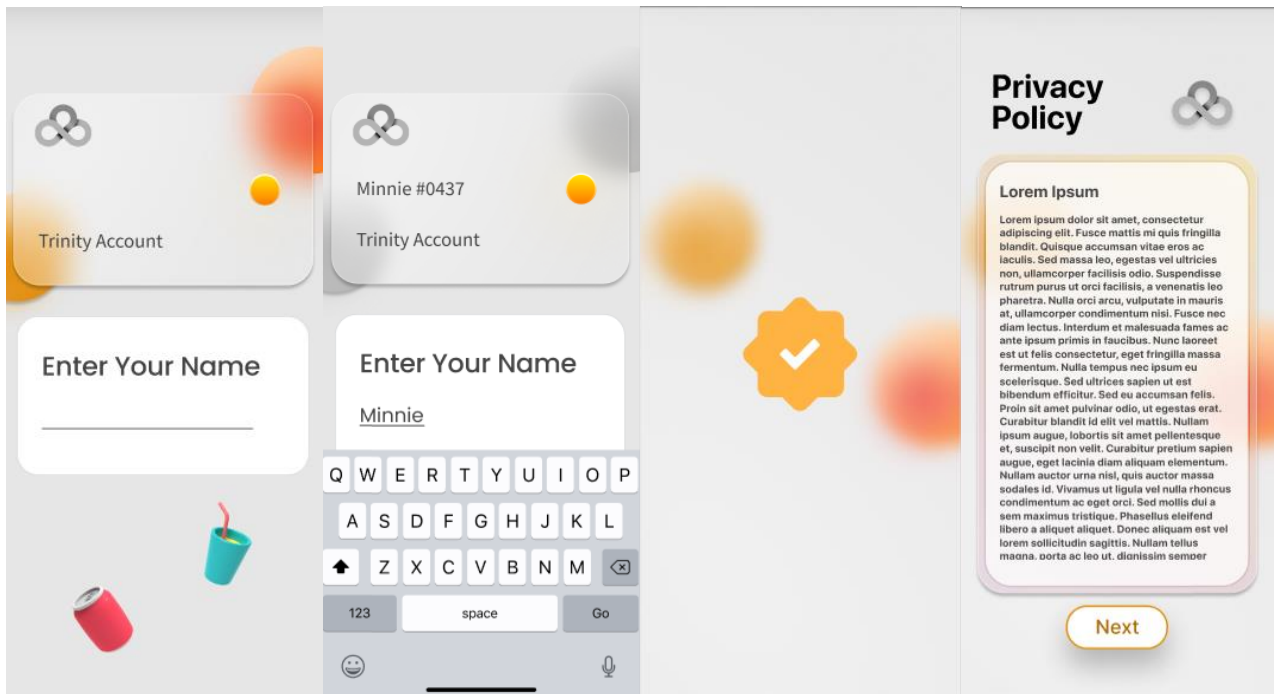 Trinity Account
Enter Your Name
Minnie #0437
Trinity Account
Enter Your Name
Minnie
Q W E R T Y U I O P
A S D F G H J K L
Z X C V B N M
123 space Go
Privacy
Policy
Lorem Ipsum
Lorem ipsum dolor sit amet, consectetur
adipiscing elit. Fusce mattis mi quis fringilla
blandit. Quisque accumsan vitae eros ac
iaculis. Sed massa leo, egestas vel ultricies
non, ullamcorper facilisis odio. Suspendisse
rutrum purus ut orci facilisis, a venenatis leo
pharetra. Nulla orci arcu, vulputate in mauris
at, ullamcorper condimentum nisi. Fusce nec
diam lectus. Interdum et malesuada fames ac
ante ipsum primis in faucibus. Nunc laoreet
est ut felis consectetur, eget fringilla massa
fermentum. Nulla tempus nec ipsum eu
scelerisque. Sed ultrices sapien ut est
bibendum efficitur. Sed eu accumsan felis.
Proin sit amet pulvinar odio, ut egestas erat.
Curabitur blandit id elit vel mattis. Nullam
ipsum augue, lobortis sit amet pellentesque
et, suscipit non velit. Curabitur pretium sapien
augue, eget lacinia diam aliquam elementum.
Nullam auctor urna nisl, quis auctor massa
sodales id. Vivamus ut ligula vel nulla rhoncus
condimentum ac eget orci. Sed mollis dui a
sem maximus tristique. Phasellus eleifend
libero a aliquet aliquet. Donec aliquam est vel
lorem sollicitudin sagittis. Nullam tellus
magna, porta ac leo ut, dignissim semper
Next